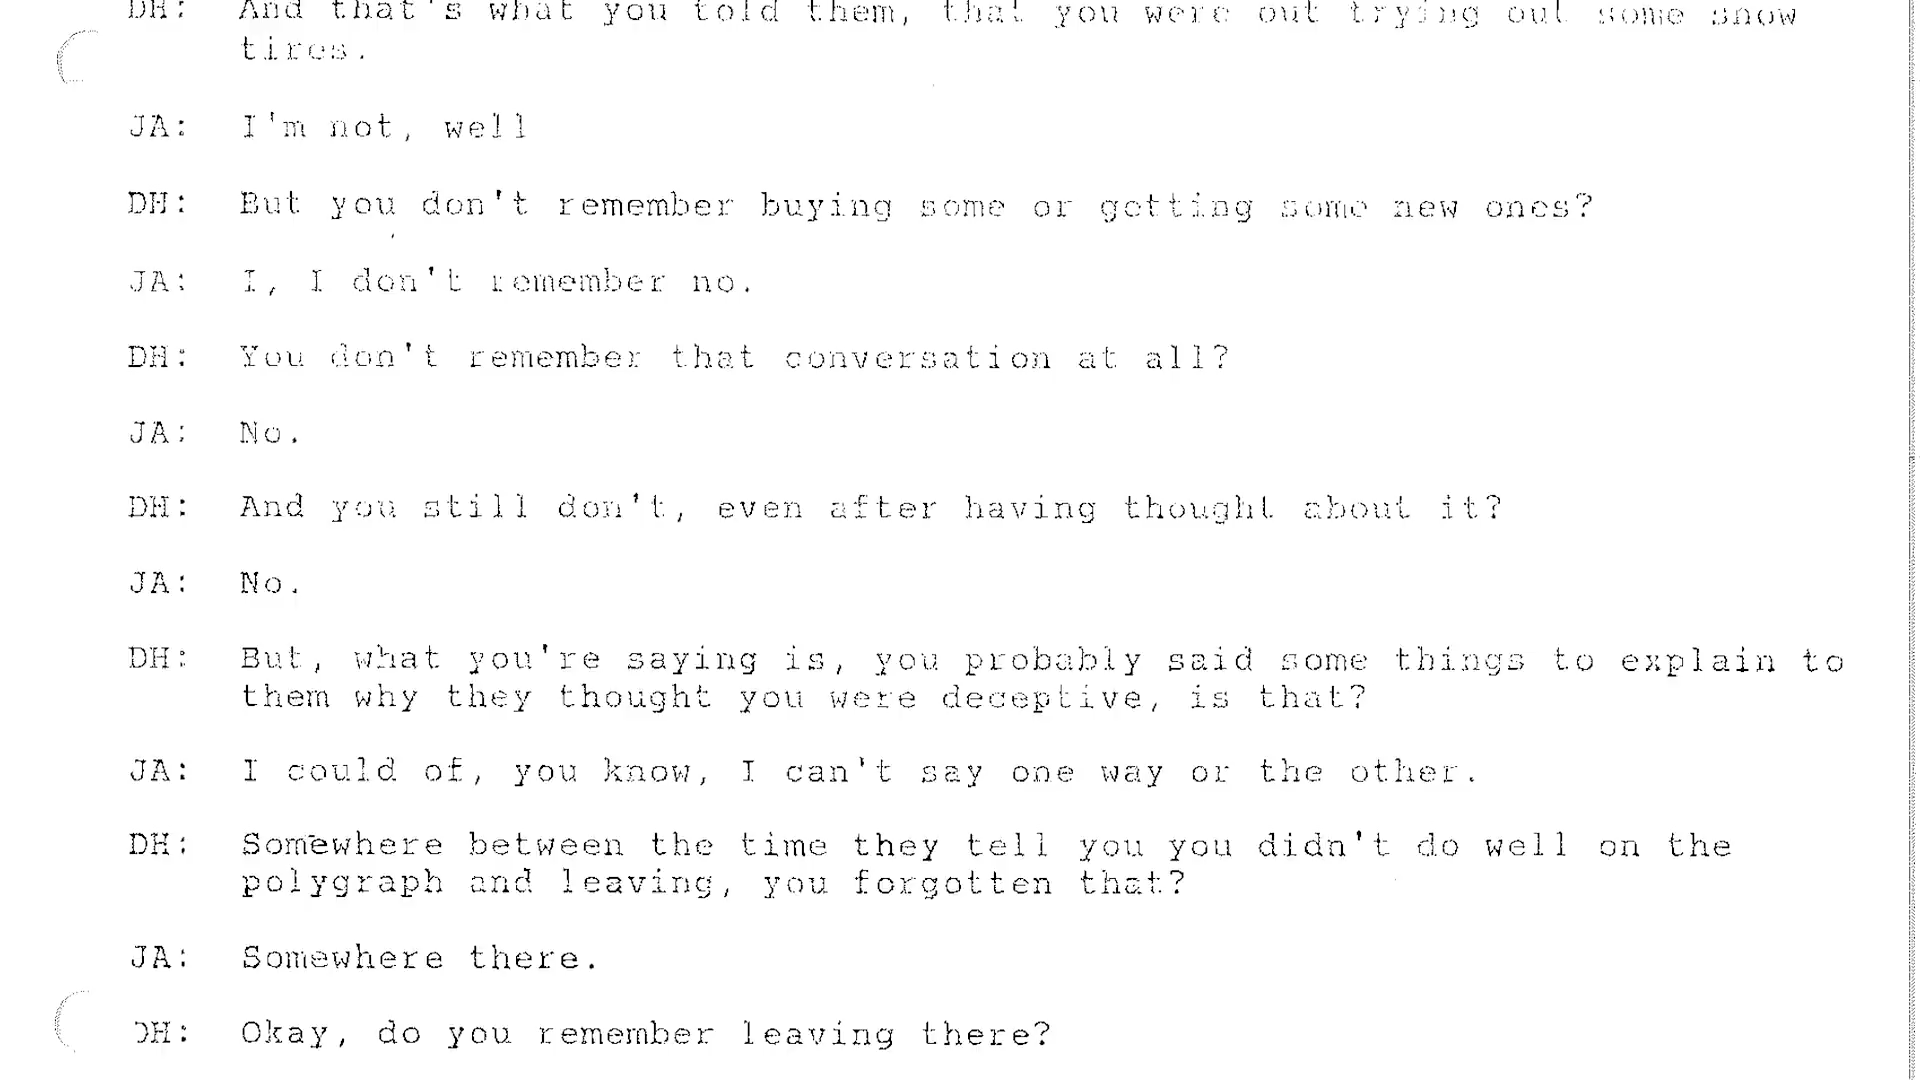 DH: And that's what you told them, that you were out trying out some snow
tires.
JA: I'm not, well
DH: But you don't remember buying some or getting some new ones?
JA: I, I don't remember no.
DH: You don't remember that conversation at all?
JA: No.
DH: And you still don't, even after having thought about it?
JA: No.
DH: But, what you're saying is, you probably said some things to explain to
them why they thought you were deceptive, is that?
JA: I could of, you know, I can't say one way or the other.
DH: Somewhere between the time they tell you you didn't do well on the
polygraph and leaving, you forgotten that?
JA: Somewhere there.
DH: Okay, do you remember leaving there?